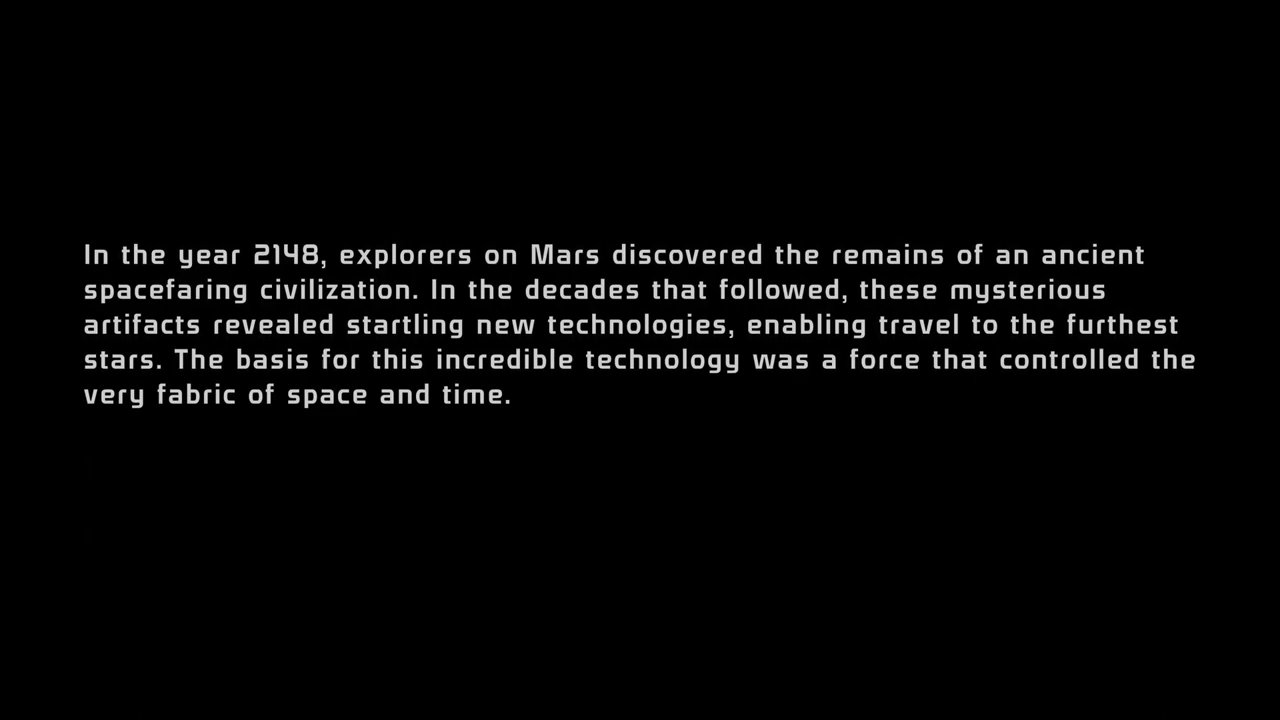 In the year 2148, explorers on Mars discovered the remains of an ancient
spacefaring civilization. In the decades that followed, these mysterious
artifacts revealed startling new technologies, enabling travel to the furthest
stars. The basis for this incredible technology was a force that controlled the
very fabric of space and time.